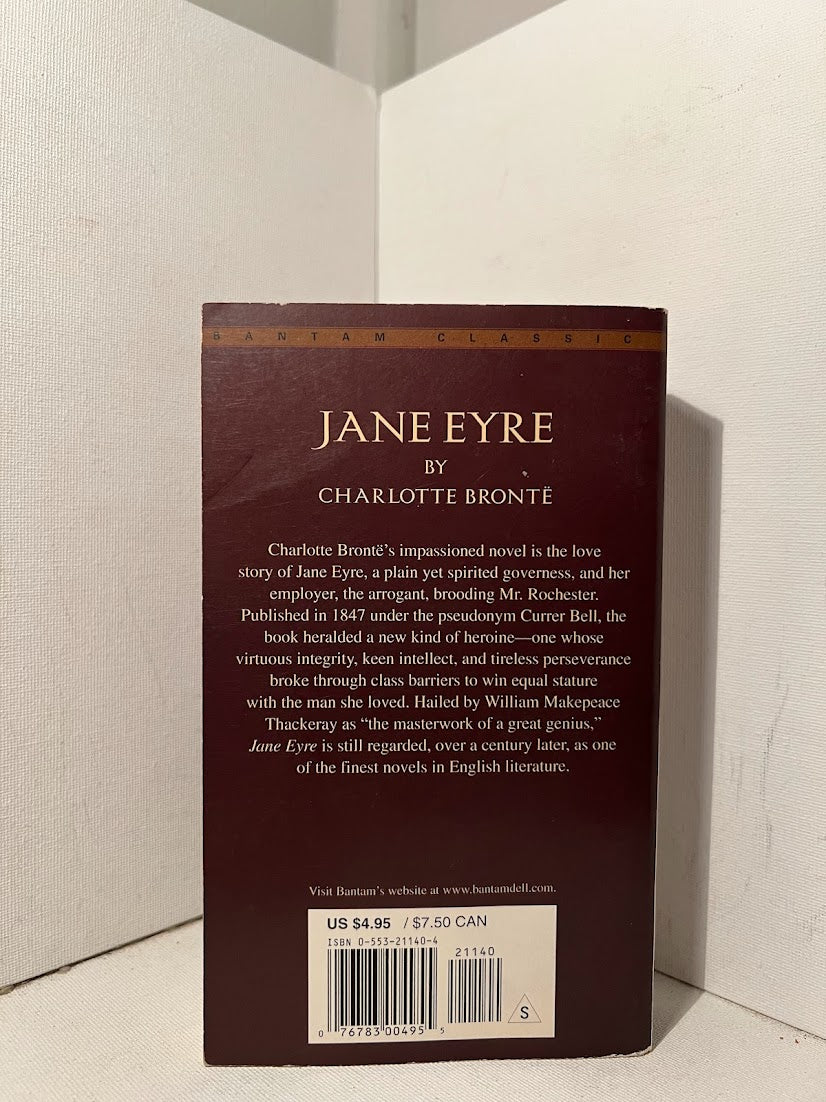 BANTAM CLASSIC
JANE EYRE
BY
CHARLOTTE BRONTË
Charlotte Brontë's impassioned novel is the love
story of Jane Eyre, a plain yet spirited governess, and her
employer, the arrogant, brooding Mr. Rochester.
Published in 1847 under the pseudonym Currer Bell, the
book heralded a new kind of heroine—one whose
virtuous integrity, keen intellect, and tireless perseverance
broke through class barriers to win equal stature
with the man she loved. Hailed by William Makepeace
Thackeray as “the masterwork of a great genius,”
Jane Eyre is still regarded, over a century later, as one
of the finest novels in English literature.
Visit Bantam's website at www.bantamdell.com.
US $4.95 / $7.50 CAN
ISBN 0-553-21140-4
21140
S
0 76783 00495 5